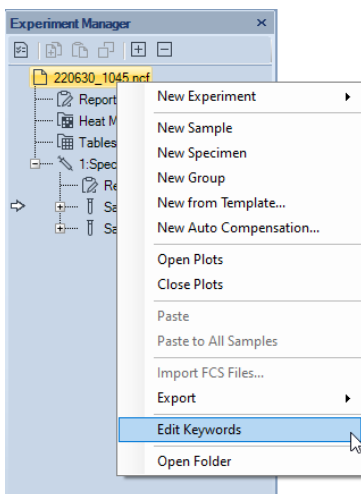 Experiment Manager
220630_1045.ncf
Report
New Experiment
Heat M
New Sample
Tables
New Specimen
1:Spec
New Group
Re
New from Template...
Sa
New Auto Compensation...
Sa
Open Plots
Close Plots
Paste
Paste to All Samples
Import FCS Files...
Export
Edit Keywords
Open Folder